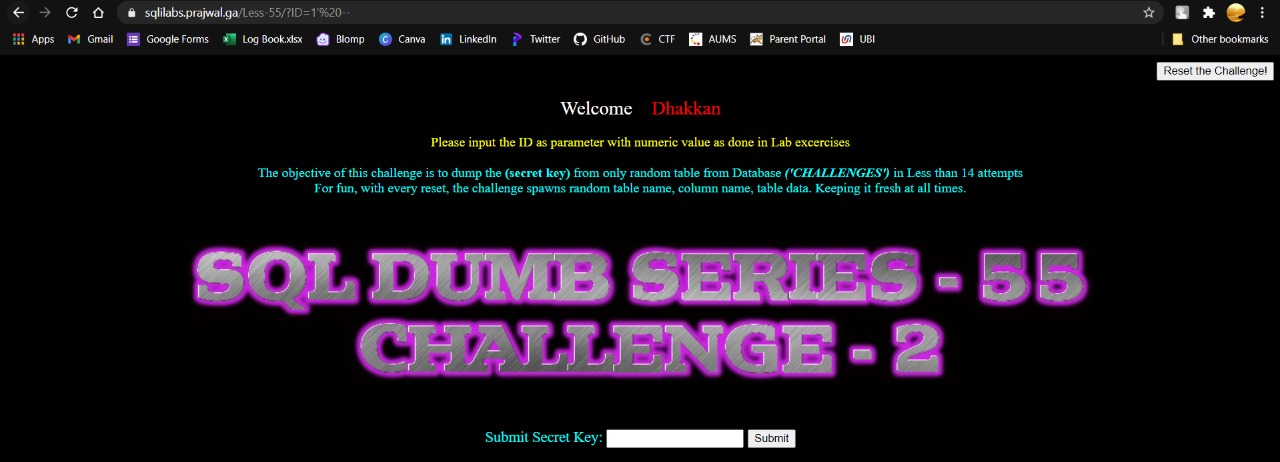 sqlilabs.prajwal.ga/Less-55/?ID=1'%20--
Apps Gmail Google Forms Log Book.xlsx Blomp Canva LinkedIn Twitter GitHub CTF AUMS Parent Portal UBI Other bookmarks
Reset the Challenge!
Welcome Dhakkan
Please input the ID as parameter with numeric value as done in Lab excercises
The objective of this challenge is to dump the (secret key) from only random table from Database ('CHALLENGES') in Less than 14 attempts
For fun, with every reset, the challenge spawns random table name, column name, table data. Keeping it fresh at all times.
SQL DUMB SERIES - 55
CHALLENGE - 2
Submit Secret Key: Submit